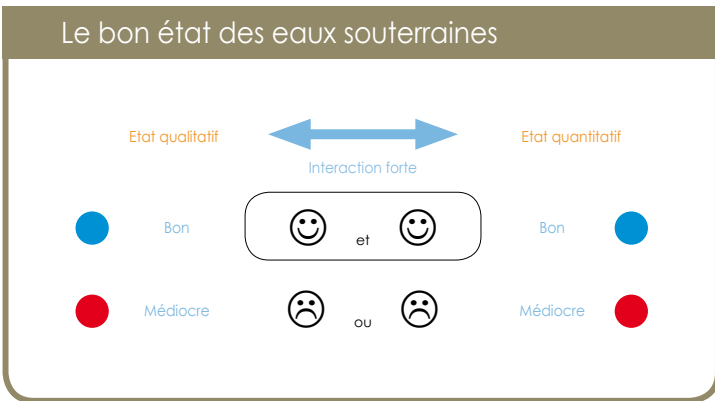 Le bon état des eaux souterraines
Etat qualitatif
Etat quantitatif
Interaction forte
Bon
et
Bon
Médiocre
ou
Médiocre